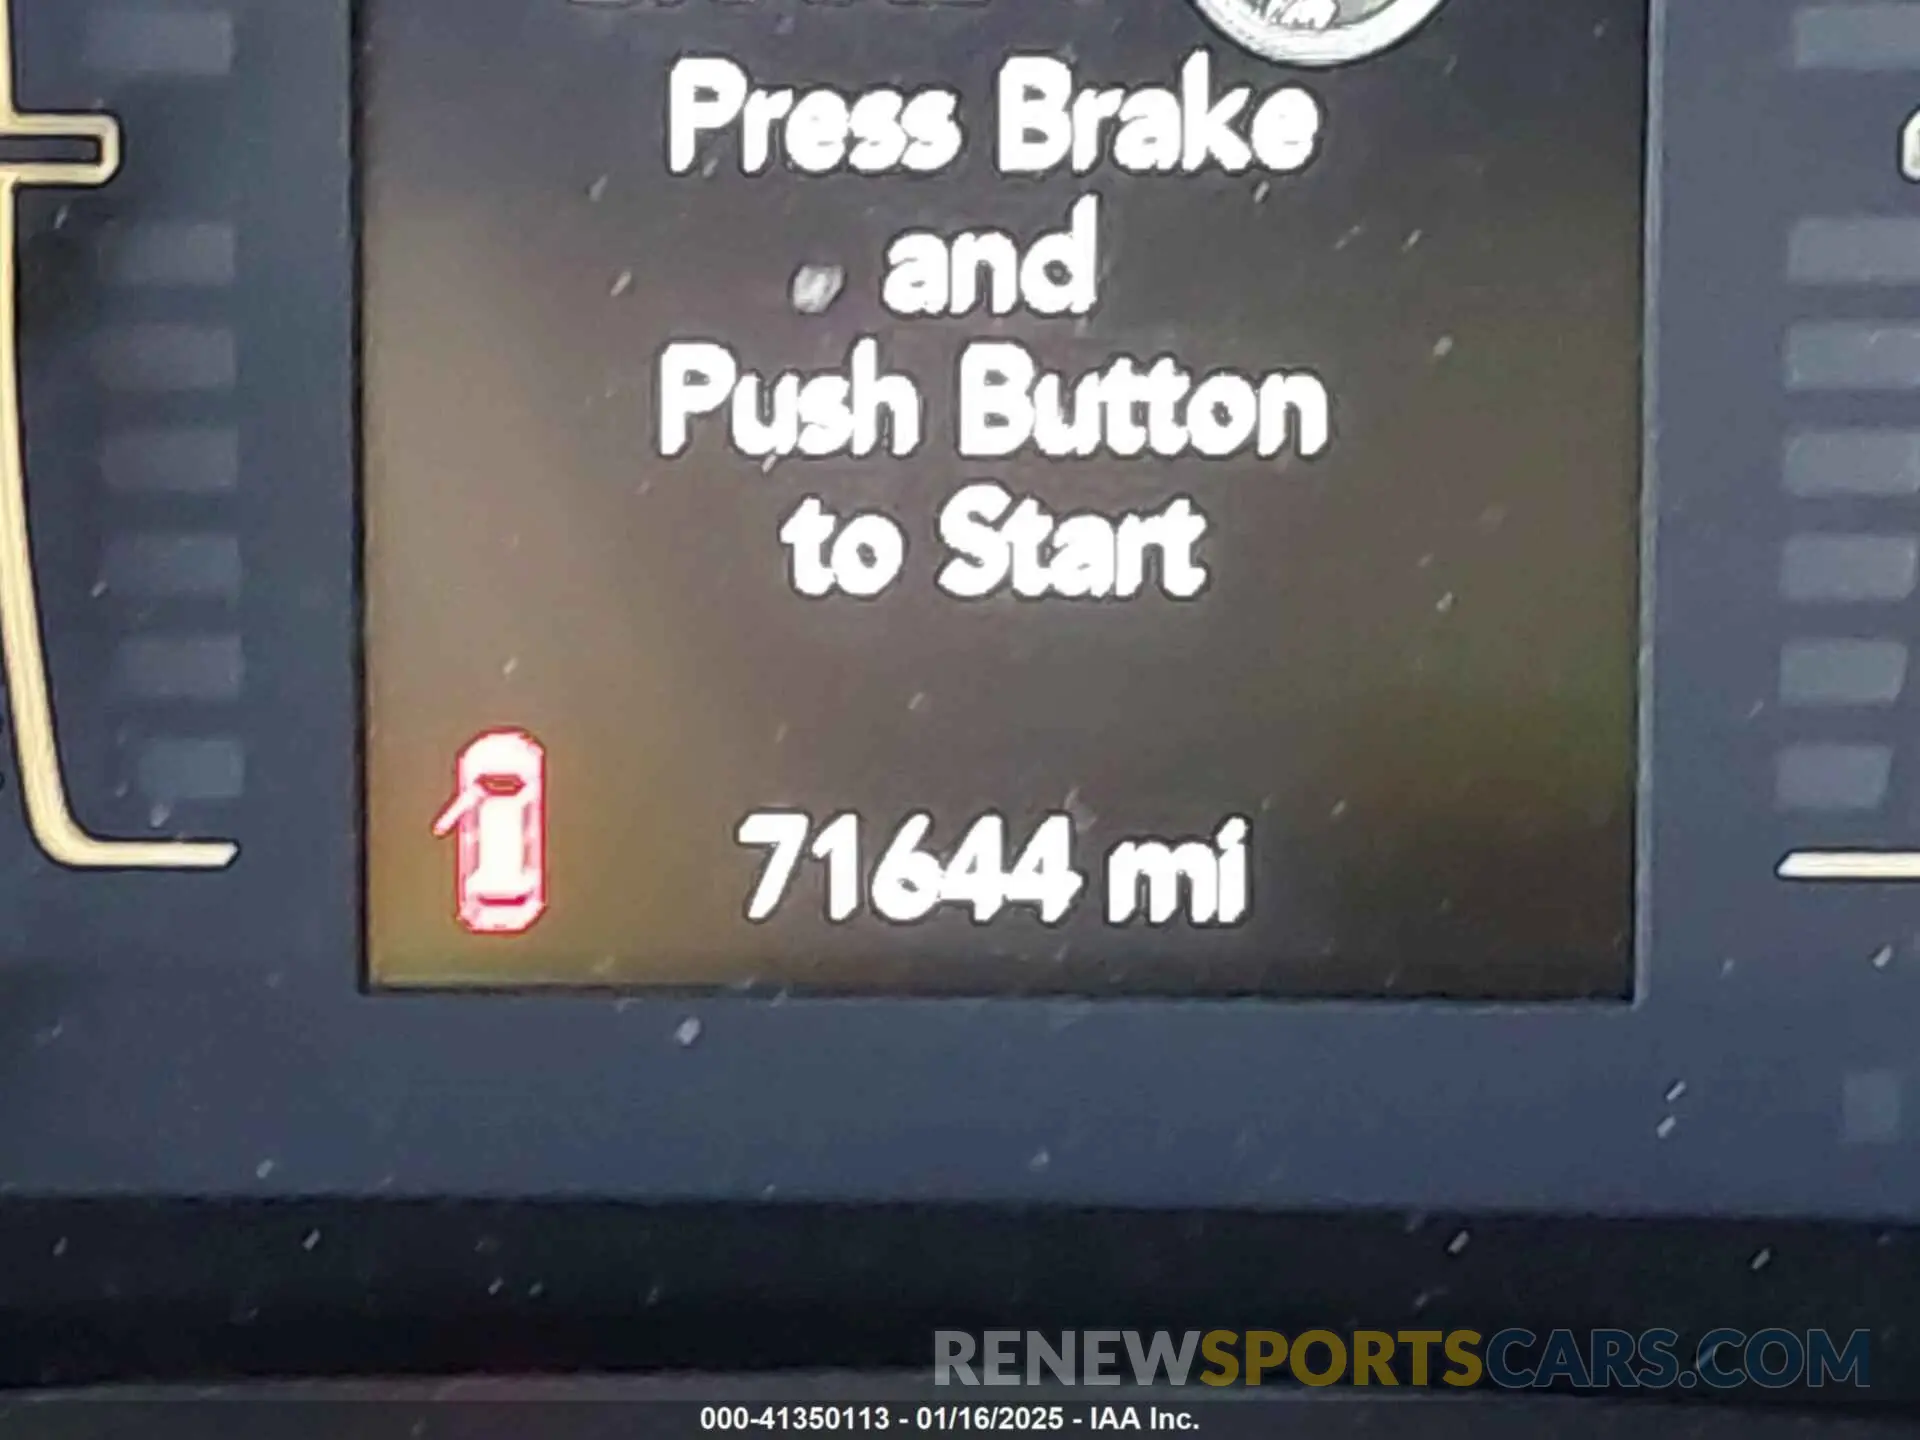 Press Brake
and
Push Button
to Start
71644 mi
RENEWSPORTSCARS.COM
000-41350113 - 01/16/2025 - IAA Inc.